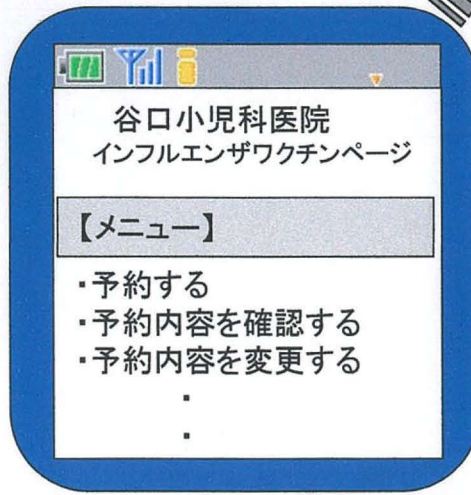 谷口小児科医院
インフルエンザワクチンページ
【メニュー】
・予約する
・予約内容を確認する
・予約内容を変更する
・
・